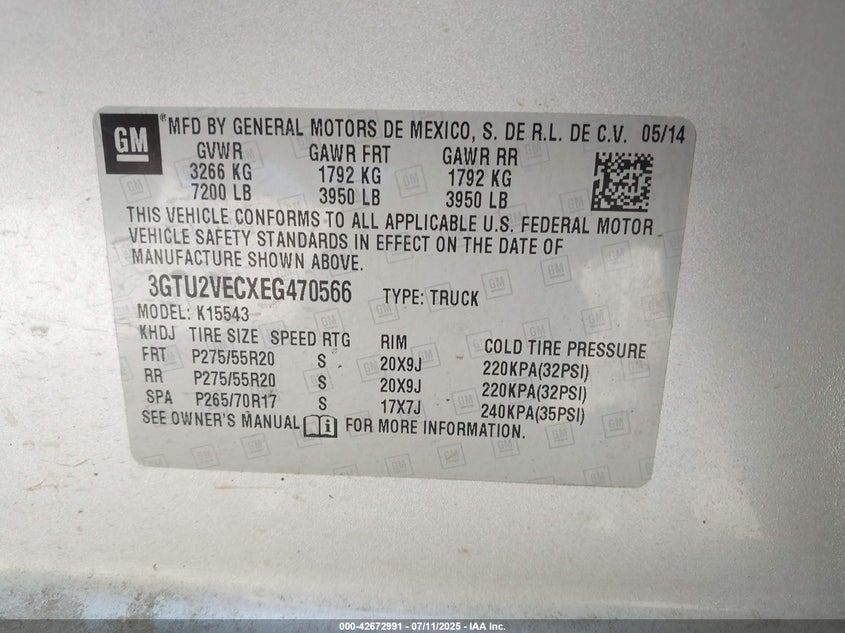 GM ® MFD BY GENERAL MOTORS DE MEXICO, S. DE R.L. DE C.V. 05/14
GVWR GAWR FRT GAWR RR
3266 KG 1792 KG 1792 KG
7200 LB 3950 LB 3950 LB
THIS VEHICLE CONFORMS TO ALL APPLICABLE U.S. FEDERAL MOTOR
VEHICLE SAFETY STANDARDS IN EFFECT ON THE DATE OF
MANUFACTURE SHOWN ABOVE.
3GTU2VECXEG470566 TYPE: TRUCK
MODEL: K15543
KHDJ TIRE SIZE SPEED RTG RIM COLD TIRE PRESSURE
FRT P275/55R20 S 20X9J 220KPA(32PSI)
RR P275/55R20 S 20X9J 220KPA(32PSI)
SPA P265/70R17 S 17X7J 240KPA(35PSI)
SEE OWNER'S MANUAL i FOR MORE INFORMATION.
000-42672991 - 07/11/2025 - IAA Inc.